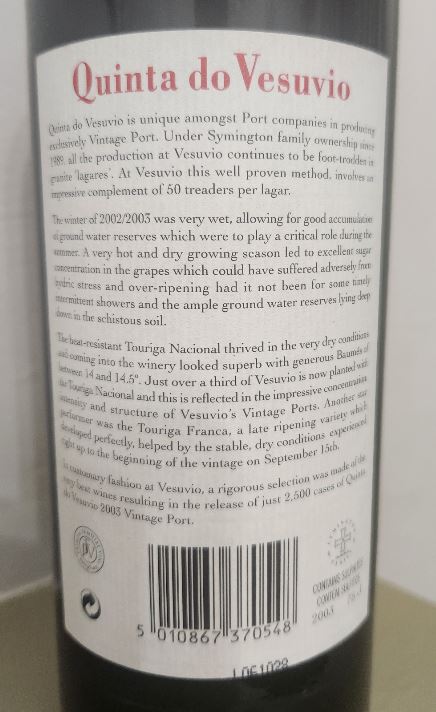 Quinta do Vesuvio
Quinta do Vesuvio is unique amongst Port companies in producing
exclusively Vintage Port. Under Symington family ownership since
1989, all the production at Vesuvio continues to be foot-trodden in
granite 'lagares'. At Vesuvio this well proven method, involves an
impressive complement of 50 treaders per lagar.
The winter of 2002/2003 was very wet, allowing for good accumulation
of ground water reserves which were to play a critical role during the
summer. A very hot and dry growing season led to excellent sugar
concentration in the grapes which could have suffered adversely from
hydric stress and over-ripening had it not been for some timely
intermittent showers and the ample ground water reserves lying deep
down in the schistous soil.
The heat-resistant Touriga Nacional thrived in the very dry conditions
and coming into the winery looked superb with generous Baumés of
between 14 and 14.5º. Just over a third of Vesuvio is now planted with
the Touriga Nacional and this is reflected in the impressive concentration
intensity and structure of Vesuvio's Vintage Ports. Another star
performer was the Touriga Franca, a late ripening variety which
developed perfectly, helped by the stable, dry conditions experienced
right up to the beginning of the vintage on September 15th.
In customary fashion at Vesuvio, a rigorous selection was made of the
very best wines resulting in the release of just 2,500 cases of Quinta
do Vesuvio 2003 Vintage Port.
CONTAINS SULPHITES
CONTÉM SULFITOS
2003
5 010867 370548
L0E1028